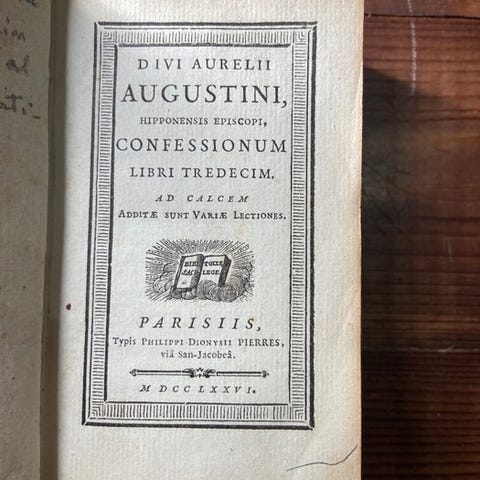 DIVI AURELII
AUGUSTINI,
HIPPONENSIS EPISCOPI,
CONFESSIONUM
LIBRI TREDECIM.
AD CALCEM
ADDITÆ SUNT VARIÆ LECTIONES.
TOLLE
LEGE.
PARISIIS,
Typis PHILIPPI-DIONYSII PIERRES,
viâ San-Jacobeâ.
M DCC LXXVI.